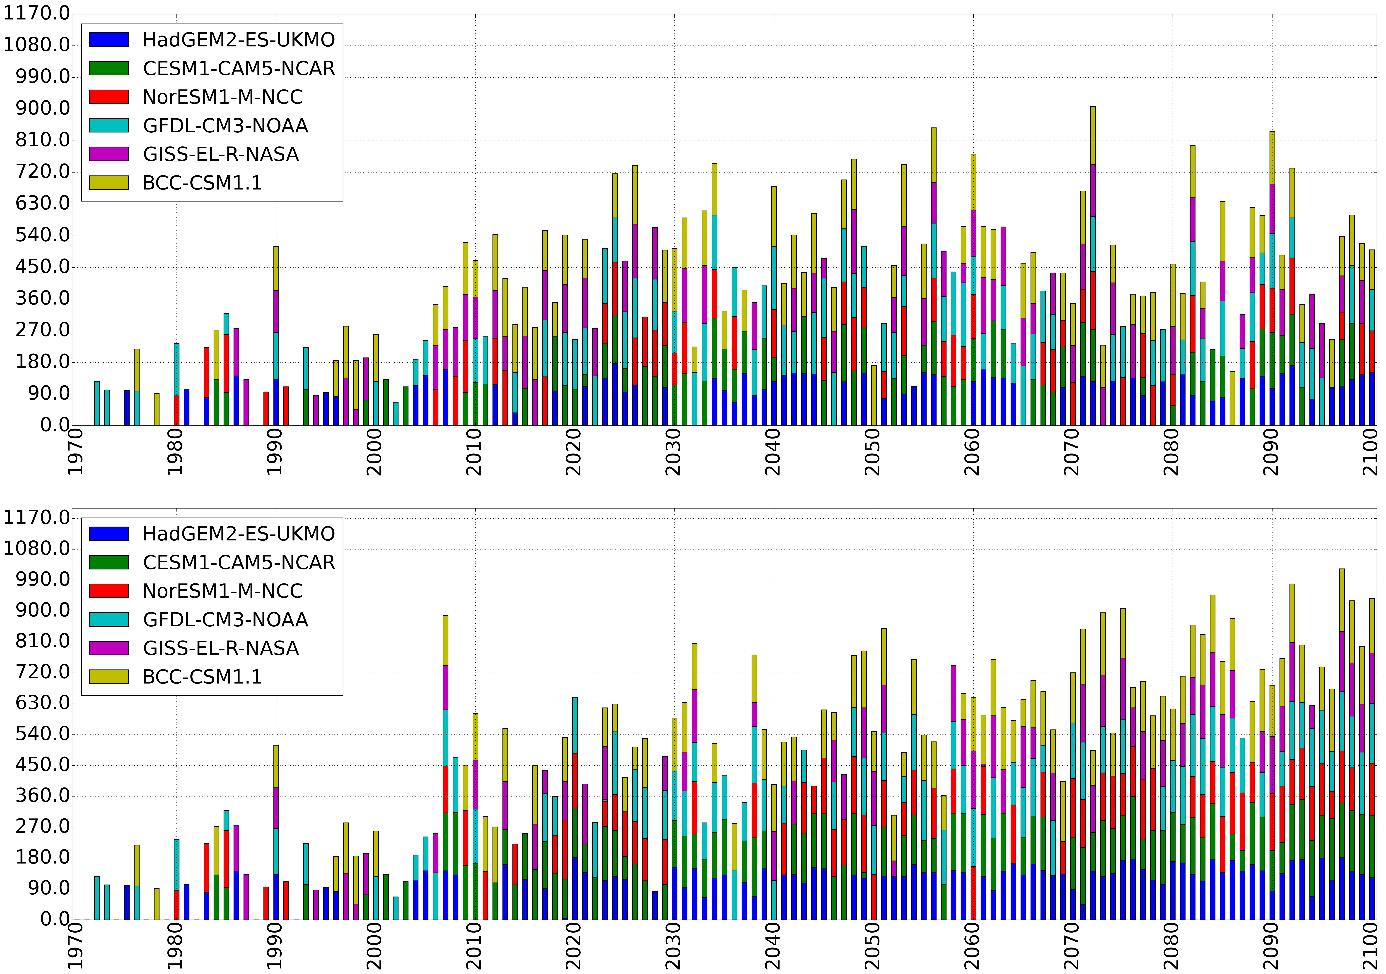 1170.0
1080.0
990.0
900.0
810.0
720.0
630.0
540.0
450.0
360.0
270.0
180.0
90.0
0.0
HadGEM2-ES-UKMO
CESM1-CAM5-NCAR
NorESM1-M-NCC
GFDL-CM3-NOAA
GISS-EL-R-NASA
BCC-CSM1.1
1970 1980 1990 2000 2010 2020 2030 2040 2050 2060 2070 2080 2090 2100
1170.0
1080.0
990.0
900.0
810.0
720.0
630.0
540.0
450.0
360.0
270.0
180.0
90.0
0.0
HadGEM2-ES-UKMO
CESM1-CAM5-NCAR
NorESM1-M-NCC
GFDL-CM3-NOAA
GISS-EL-R-NASA
BCC-CSM1.1
1970 1980 1990 2000 2010 2020 2030 2040 2050 2060 2070 2080 2090 2100